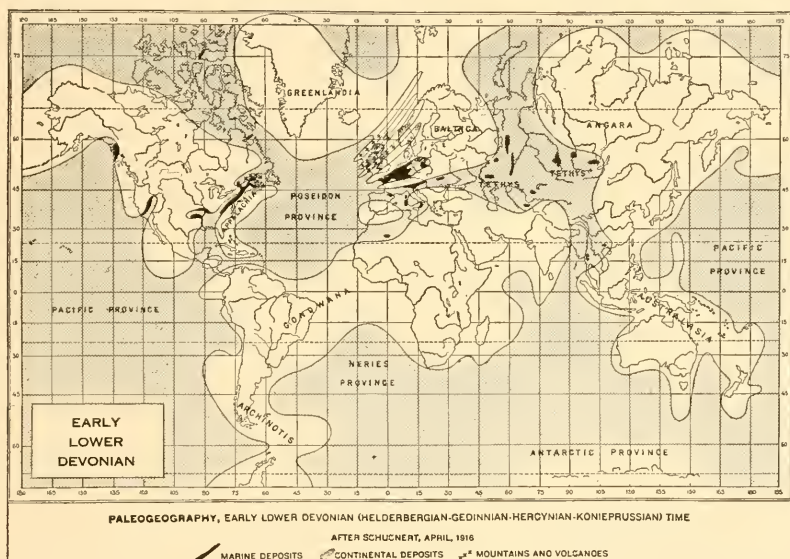 GREENLANDIA
BALTICA
ANGARA
TETHYS
TETHYS
POSEIDON
PROVINCE
APPALACHIA
PACIFIC
PROVINCE
PACIFIC PROVINCE
GONDWANA
AUSTRALASIA
NERIES
PROVINCE
ARCHINOTIS
EARLY
LOWER
DEVONIAN
ANTARCTIC PROVINCE
PALEOGEOGRAPHY, EARLY LOWER DEVONIAN (HELDERBERGIAN-GEDINNIAN-HERCYNIAN-KONIEPRUSSIAN) TIME
AFTER SCHUCHERT, APRIL, 1916
MARINE DEPOSITS CONTINENTAL DEPOSITS MOUNTAINS AND VOLCANOES